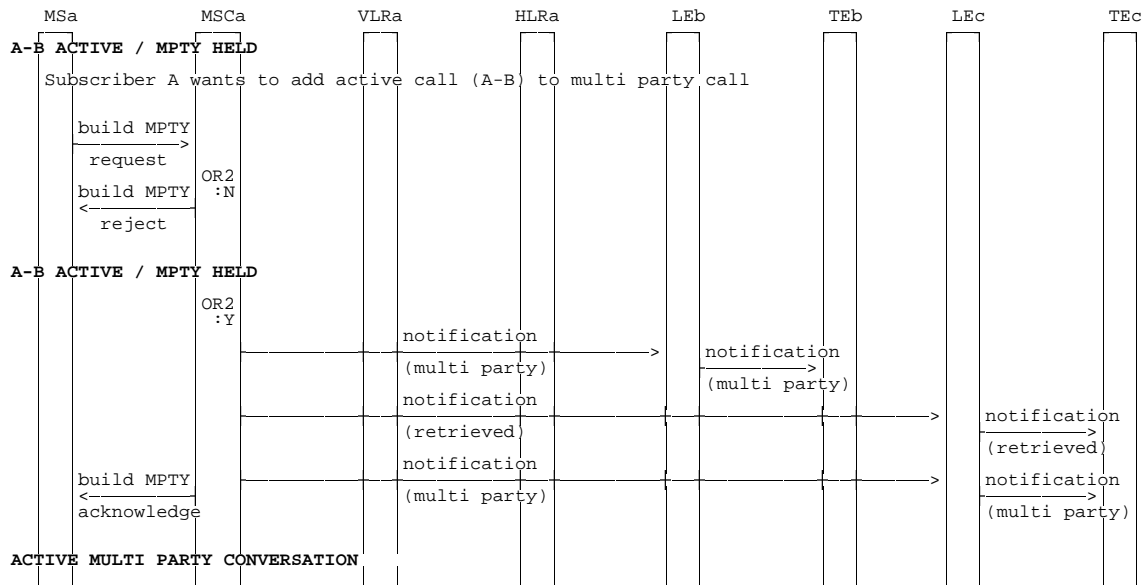 MSa MSCa VLRa HLRa LEb TEb LEc TEc
A-B ACTIVE / MPTY HELD
Subscriber A wants to add active call (A-B) to multi party call
build MPTY
request
OR2
build MPTY :N
reject
A-B ACTIVE / MPTY HELD
OR2
:Y
notification
notification
(multi party)
(multi party)
notification
notification
(retrieved)
(retrieved)
notification
build MPTY notification
(multi party)
acknowledge (multi party)
ACTIVE MULTI PARTY CONVERSATION